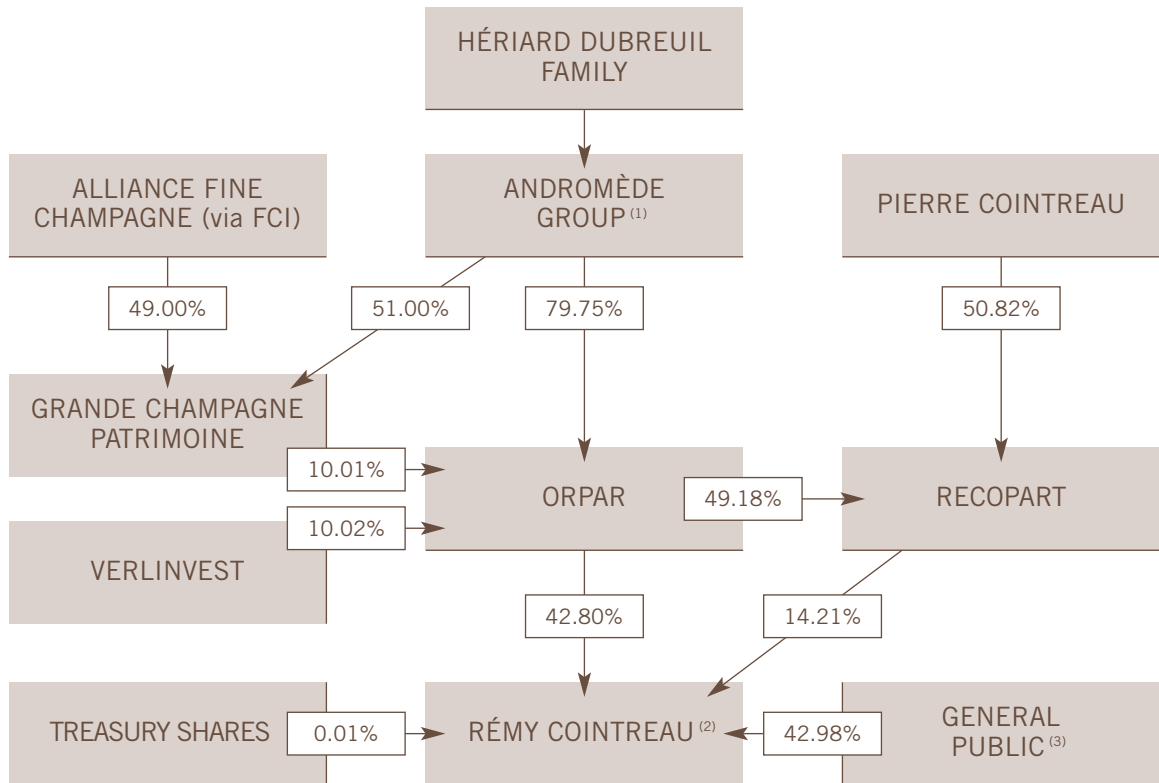 HÉRIARD DUBREUIL
FAMILY
ALLIANCE FINE
CHAMPAGNE (via FCI)
ANDROMÈDE
GROUP (1)
PIERRE COINTREAU
49.00%
51.00%
79.75%
50.82%
GRANDE CHAMPAGNE
PATRIMOINE
10.01%
ORPAR
49.18%
RECOPART
10.02%
VERLINVEST
42.80%
14.21%
TREASURY SHARES
0.01%
RÉMY COINTREAU (2)
42.98%
GENERAL
PUBLIC (3)